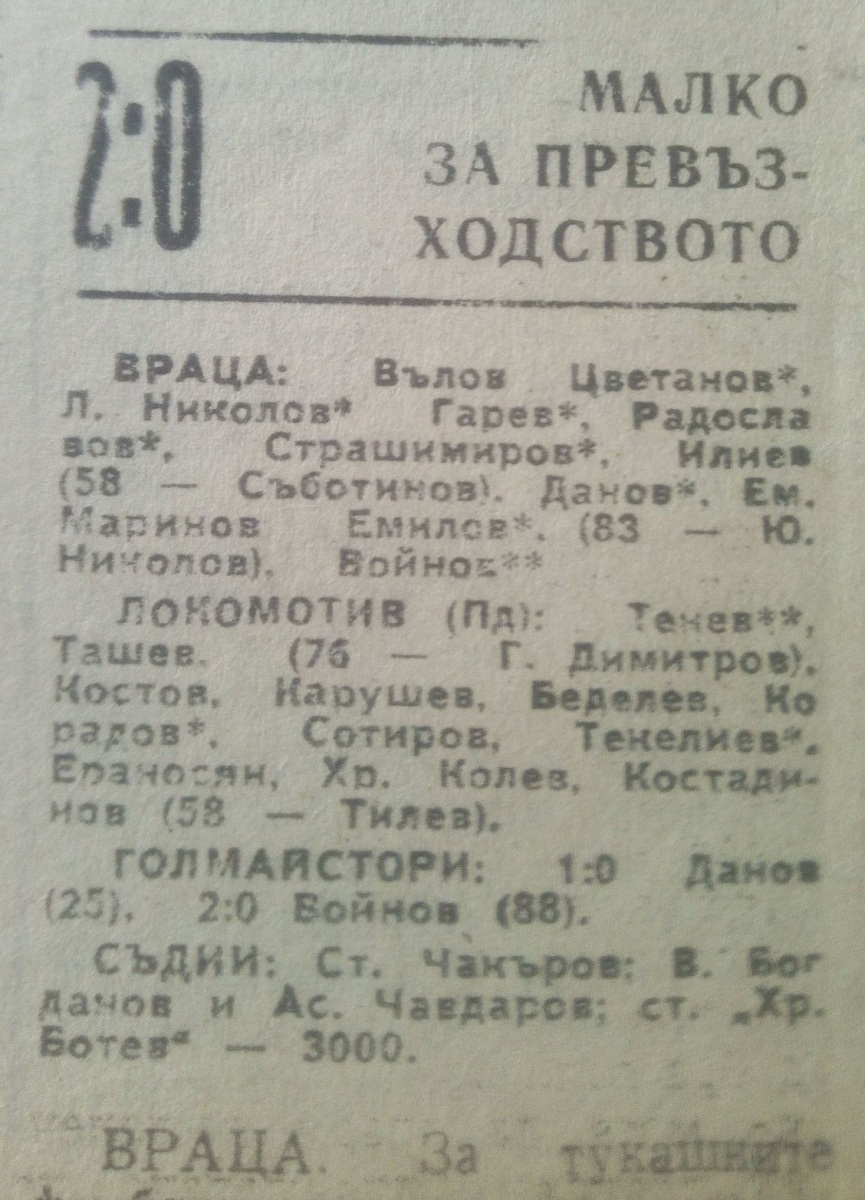 2:0
МАЛКО
ЗА ПРЕВЪЗ-
ХОДСТВОТО
ВРАЦА: Вълов Цветанов*,
Л. Николов* Гарев*, Радосла
вов*, Страшимиров*, Илиев
(58 — Съботинов), Данов*, Ем.
Маринов Емилов*, (83 — Ю.
Николов), Войнов**
ЛОКОМОТИВ (Пд): Тенев**,
Ташев, (76 — Г. Димитров),
Костов, Карушев, Беделев, Ко
радов*, Сотиров, Текелиев*,
Ераносян, Хр. Колев, Костади-
нов (58 — Тилев).
ГОЛМАЙСТОРИ: 1:0 Данов
(25), 2:0 Войнов (88).
СЪДИИ: Ст. Чакъров; В. Бог
данов и Ас. Чавдаров; ст. „Хр.
Ботев“ — 3000.
ВРАЦА. За тукашните